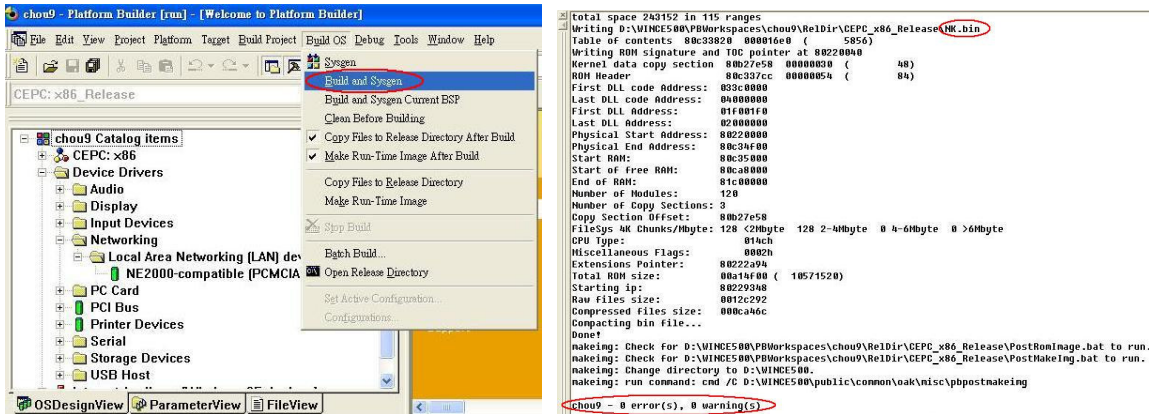 chou9 - Platform Builder [run] - [Welcome to Platform Builder]
File Edit View Project Platform Target Build Project Build OS Debug Tools Window Help
CEPC: x86_Release
Sysgen
Build and Sysgen
Build and Sysgen Current BSP
Clean Before Building
Copy Files to Release Directory After Build
Make Run-Time Image After Build
Copy Files to Release Directory
Make Run-Time Image
Stop Build
Batch Build...
Open Release Directory
Set Active Configuration...
Configurations...
chou9 Catalog items
CEPC: x86
Device Drivers
Audio
Display
Input Devices
Networking
Local Area Networking (LAN) dev
NE2000-compatible (PCMCIA
PC Card
PCI Bus
Printer Devices
Serial
Storage Devices
USB Host
OSDesignView ParameterView FileView
total space 243152 in 115 ranges
Writing D:\WINCE500\PBWorkspaces\chou9\RelDir\CEPC_x86_Release\NK.bin
Table of contents 80c33820 000016e0 ( 5856)
Writing ROM signature and TOC pointer at 80220040
Kernel data copy section 80b27e58 00000030 ( 48)
ROM Header 80c337cc 00000054 ( 84)
First DLL code Address: 033c0000
Last DLL code Address: 04000000
First DLL Address: 01f001f0
Last DLL Address: 02000000
Physical Start Address: 80220000
Physical End Address: 80c34f00
Start RAM: 80c35000
Start of free RAM: 80ca8000
End of RAM: 81c00000
Number of Modules: 120
Number of Copy Sections: 3
Copy Section Offset: 80b27e58
FileSys 4K Chunks/Mbyte: 128 <2Mbyte 128 2-4Mbyte 0 4-6Mbyte 0 >6Mbyte
CPU Type: 014ch
Miscellaneous Flags: 0002h
Extensions Pointer: 80222a94
Total ROM size: 00a14f00 ( 10571520)
Starting ip: 80229348
Raw files size: 0012c292
Compressed files size: 000ca46c
Compacting bin file...
Done!
makeimg: Check for D:\WINCE500\PBWorkspaces\chou9\RelDir\CEPC_x86_Release\PostRomImage.bat to run.
makeimg: Check for D:\WINCE500\PBWorkspaces\chou9\RelDir\CEPC_x86_Release\PostMakeImg.bat to run.
makeimg: Change directory to D:\WINCE500.
makeimg: run command: cmd /C D:\WINCE500\public\common\oak\misc\pbpostmakeimg
chou9 - 0 error(s), 0 warning(s)